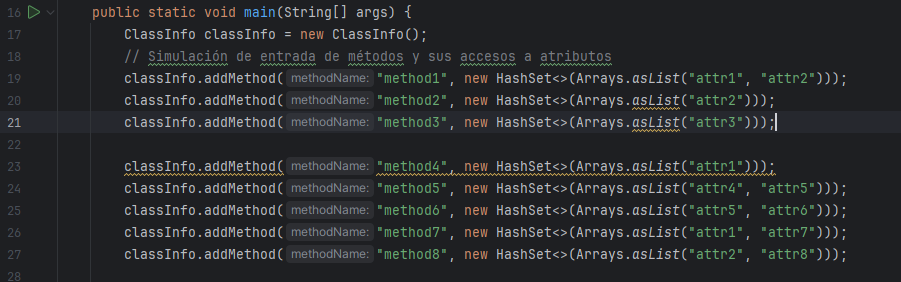 16 public static void main(String[] args) {
17 ClassInfo classInfo = new ClassInfo();
18 // Simulación de entrada de métodos y sus accesos a atributos
19 classInfo.addMethod( methodName: "method1", new HashSet<>(Arrays.asList("attr1", "attr2")));
20 classInfo.addMethod( methodName: "method2", new HashSet<>(Arrays.asList("attr2")));
21 classInfo.addMethod( methodName: "method3", new HashSet<>(Arrays.asList("attr3")));
22
23 classInfo.addMethod( methodName: "method4", new HashSet<>(Arrays.asList("attr1")));
24 classInfo.addMethod( methodName: "method5", new HashSet<>(Arrays.asList("attr4", "attr5")));
25 classInfo.addMethod( methodName: "method6", new HashSet<>(Arrays.asList("attr5", "attr6")));
26 classInfo.addMethod( methodName: "method7", new HashSet<>(Arrays.asList("attr1", "attr7")));
27 classInfo.addMethod( methodName: "method8", new HashSet<>(Arrays.asList("attr2", "attr8")));
28